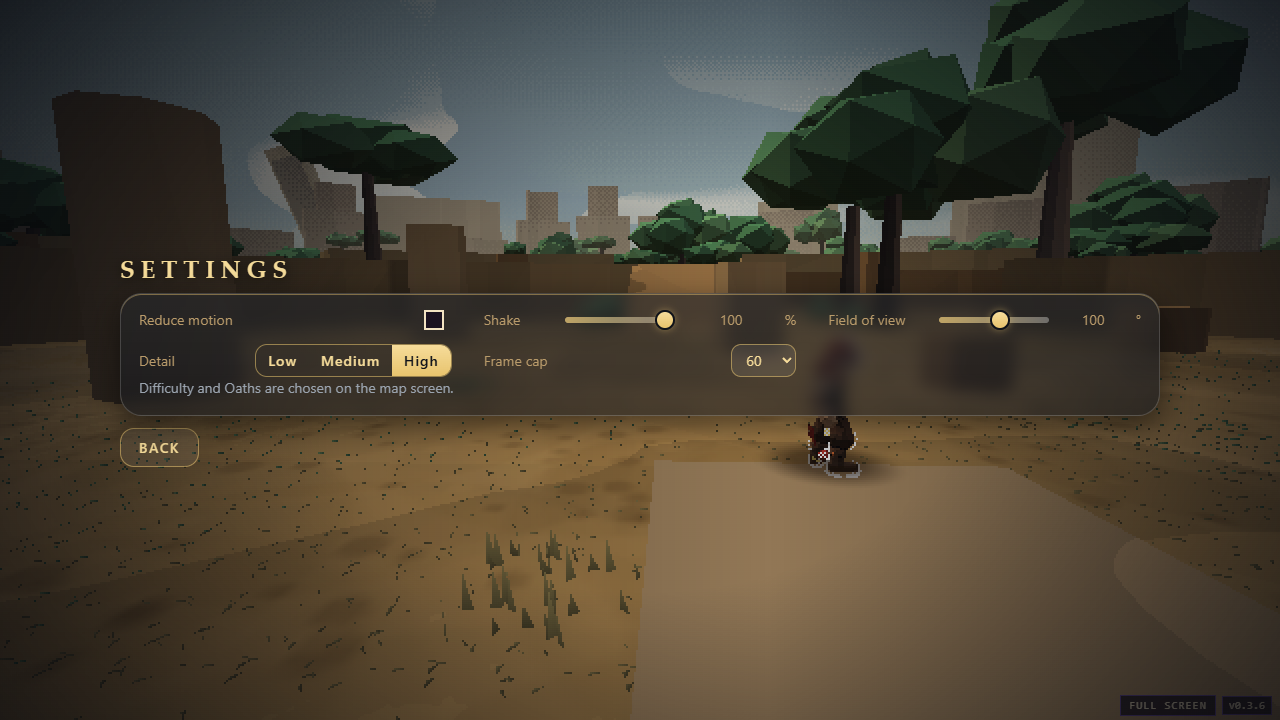 SETTINGS
Reduce motion
Shake 100 %
Field of view 100 °
Detail Low Medium High
Frame cap 60
Difficulty and Oaths are chosen on the map screen.
BACK
FULL SCREEN v0.3.6